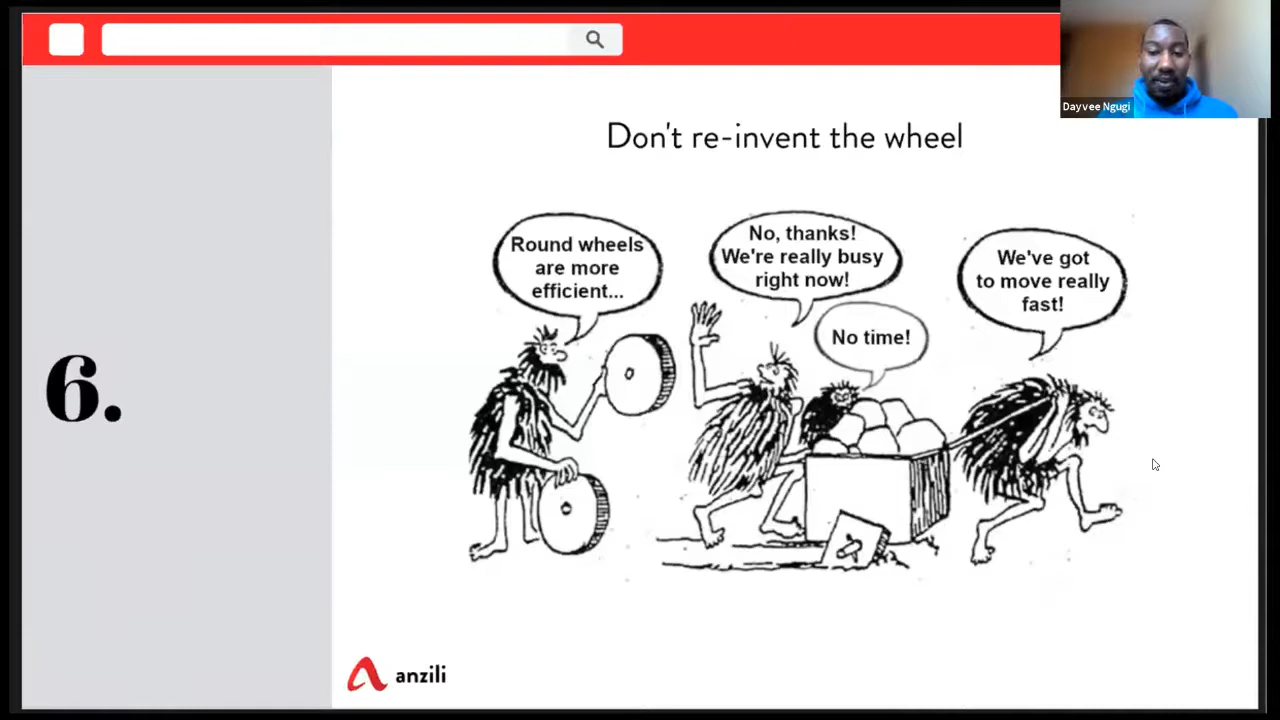 Dayvee Ngugi
Don't re-invent the wheel
Round wheels
are more
efficient...
No, thanks!
We're really busy
right now!
No time!
We've got
to move really
fast!
6.
anzili